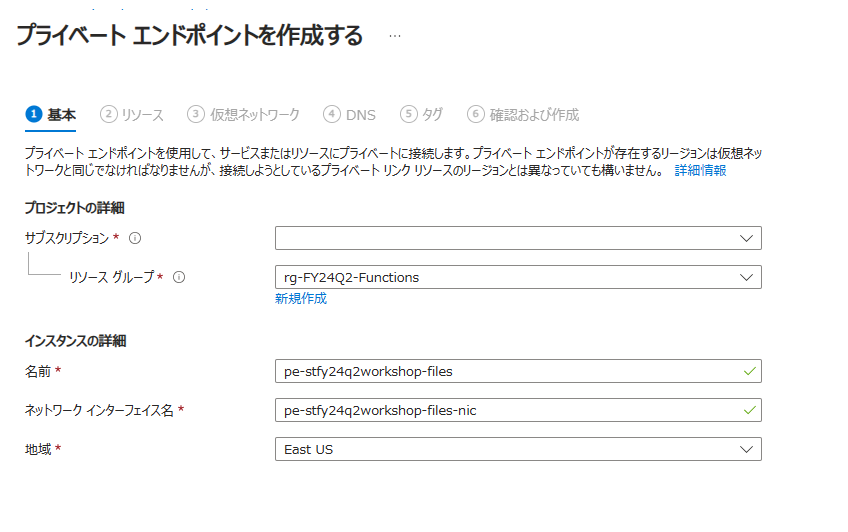 プライベート エンドポイントを作成する ...
1 基本 2 リソース 3 仮想ネットワーク 4 DNS 5 タグ 6 確認および作成
プライベート エンドポイントを使用して、サービスまたはリソースにプライベートに接続します。プライベート エンドポイントが存在するリージョンは仮想ネッ
トワークと同じでなければなりませんが、接続しようとしているプライベート リンク リソースのリージョンとは異なっていても構いません。 詳細情報
プロジェクトの詳細
サブスクリプション *
リソース グループ * rg-FY24Q2-Functions
新規作成
インスタンスの詳細
名前 * pe-stfy24q2workshop-files
ネットワーク インターフェイス名 * pe-stfy24q2workshop-files-nic
地域 * East US